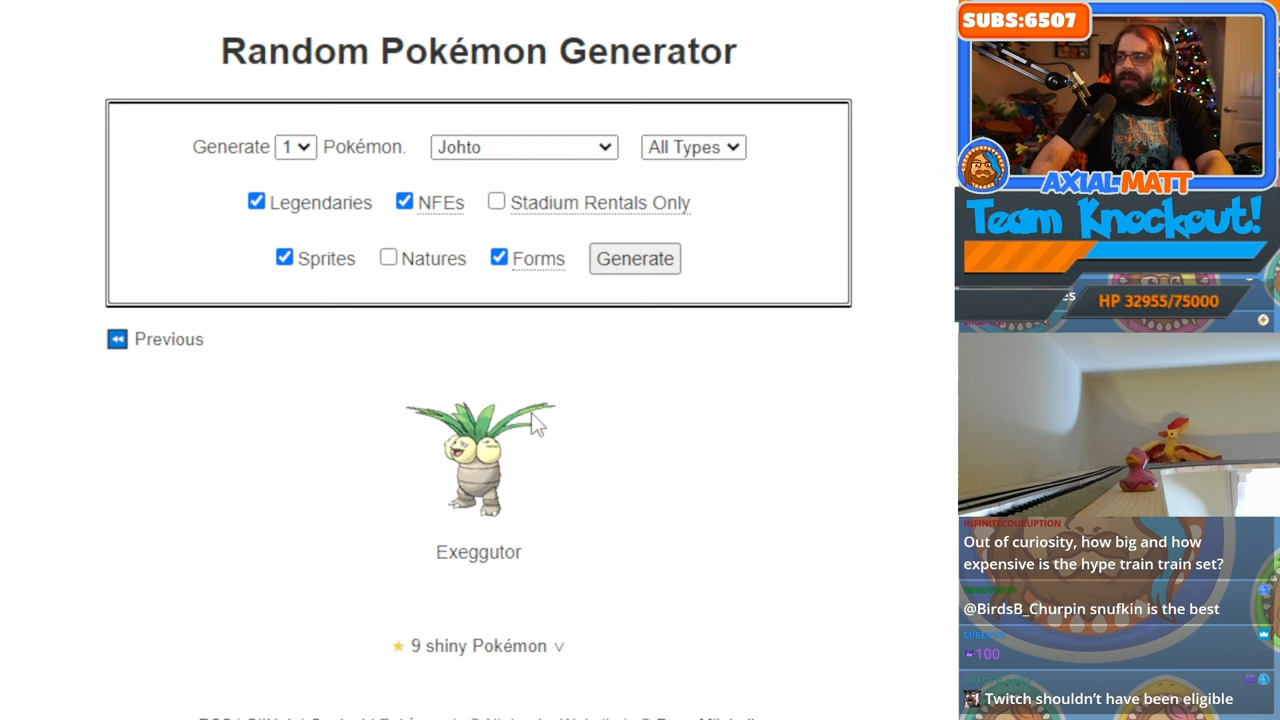 Random Pokémon Generator
Generate 1 Pokémon. Johto All Types
Legendaries NFEs Stadium Rentals Only
Sprites Natures Forms Generate
Previous
Exeggutor
9 shiny Pokémon
SUBS:6507
AXIALMATT
Team Knockout!
HP 32955/75000
INFINITECOURUPTION
Out of curiosity, how big and how
expensive is the hype train train set?
@BirdsB_Churpin snufkin is the best
100
Twitch shouldn't have been eligible